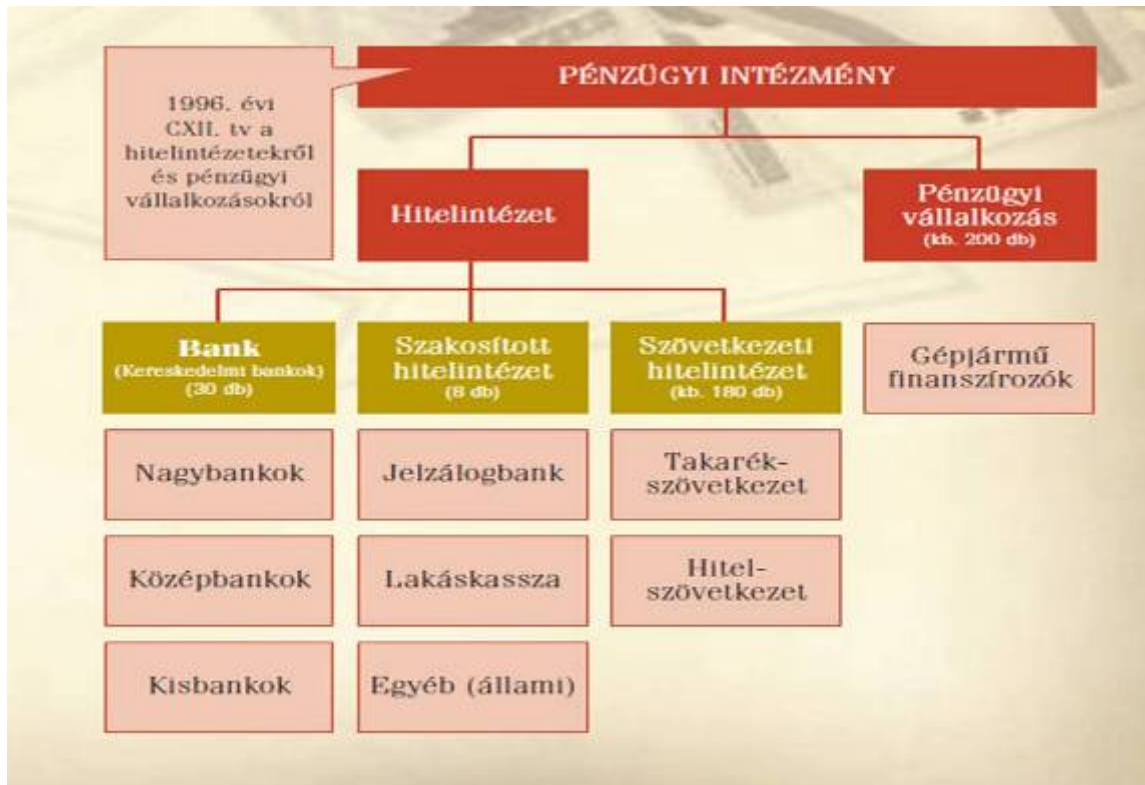 PÉNZÜGYI INTÉZMÉNY
1996. évi
CXII. tv a
hitelintézetekről
és pénzügyi
vállalkozásokról
Hitelintézet
Pénzügyi
vállalkozás
(kb. 200 db)
Bank
(Kereskedelmi bankok)
(30 db)
Szakosított
hitelintézet
(8 db)
Szövetkezeti
hitelintézet
(kb. 180 db)
Gépjármű
finanszírozók
Nagybankok
Jelzálogbank
Takarék-
szövetkezet
Középbankok
Lakáskassza
Hitel-
szövetkezet
Kisbankok
Egyéb (állami)